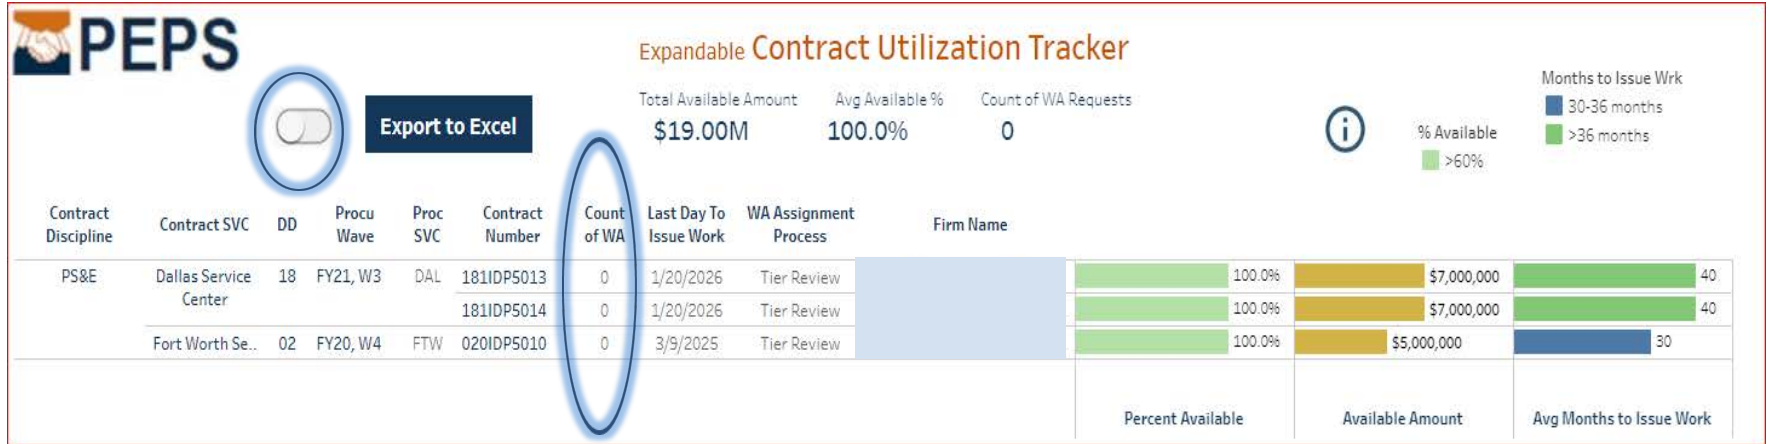 PEPS
Expandable Contract Utilization Tracker
Export to Excel
Total Available Amount Avg Available % Count of WA Requests
$19.00M 100.0% 0
% Available
>60%
Months to Issue Wrk
30-36 months
>36 months
Contract Discipline Contract SVC DD Procu Wave Proc SVC Contract Number Count of WA Last Day To Issue Work WA Assignment Process Firm Name
PS&E Dallas Service Center 18 FY21, W3 DAL 181IDP5013 0 1/20/2026 Tier Review 100.0% $7,000,000 40
181IDP5014 0 1/20/2026 Tier Review 100.0% $7,000,000 40
Fort Worth Se.. 02 FY20, W4 FTW 020IDP5010 0 3/9/2025 Tier Review 100.0% $5,000,000 30
Percent Available Available Amount Avg Months to Issue Work